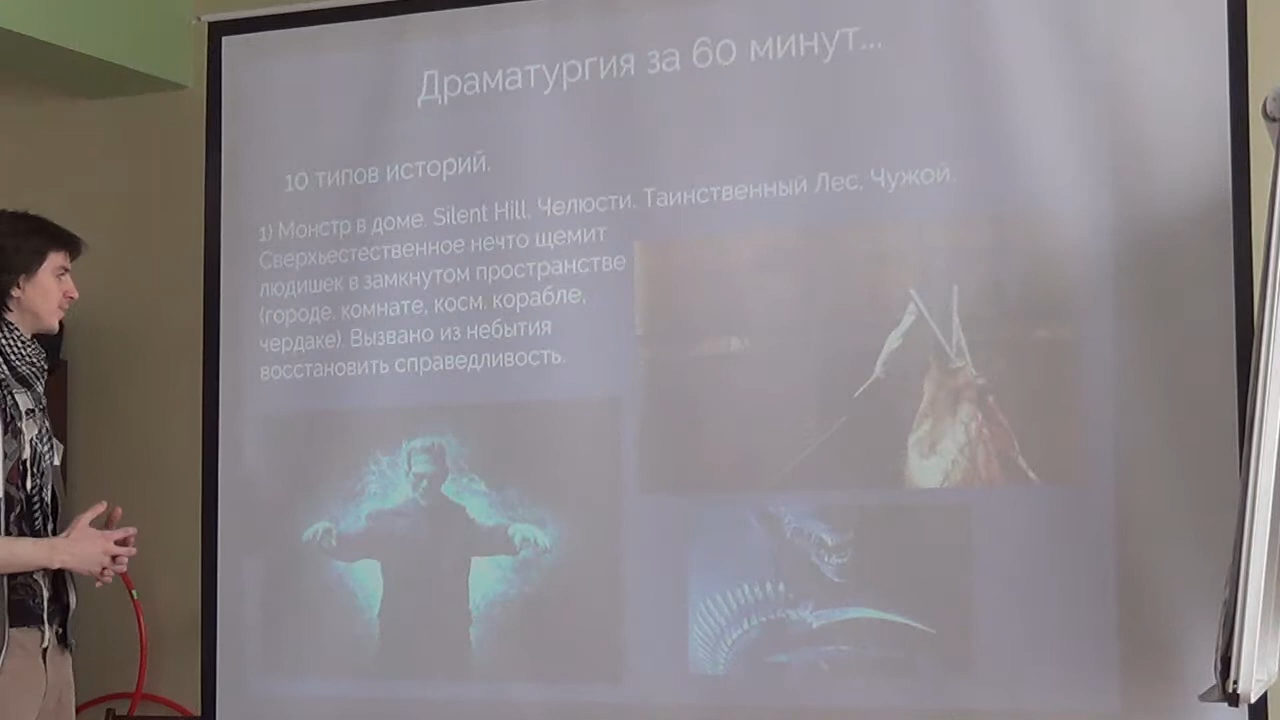 Драматургия за 60 минут...
10 типов историй.
1) Монстр в доме. Silent Hill, Челюсти, Таинственный Лес, Чужой.
Сверхьестественное нечто щемит
людишек в замкнутом пространстве
(городе, комнате, косм. корабле,
чердаке). Вызвано из небытия
восстановить справедливость.